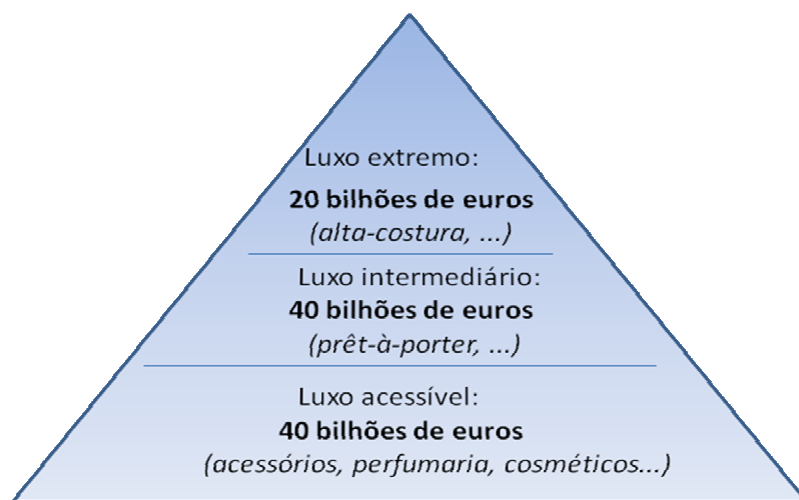 Luxo extremo:
20 bilhões de euros
(alta-costura, ...)
Luxo intermediário:
40 bilhões de euros
(prêt-à-porter, ...)
Luxo acessível:
40 bilhões de euros
(acessórios, perfumaria, cosméticos...)